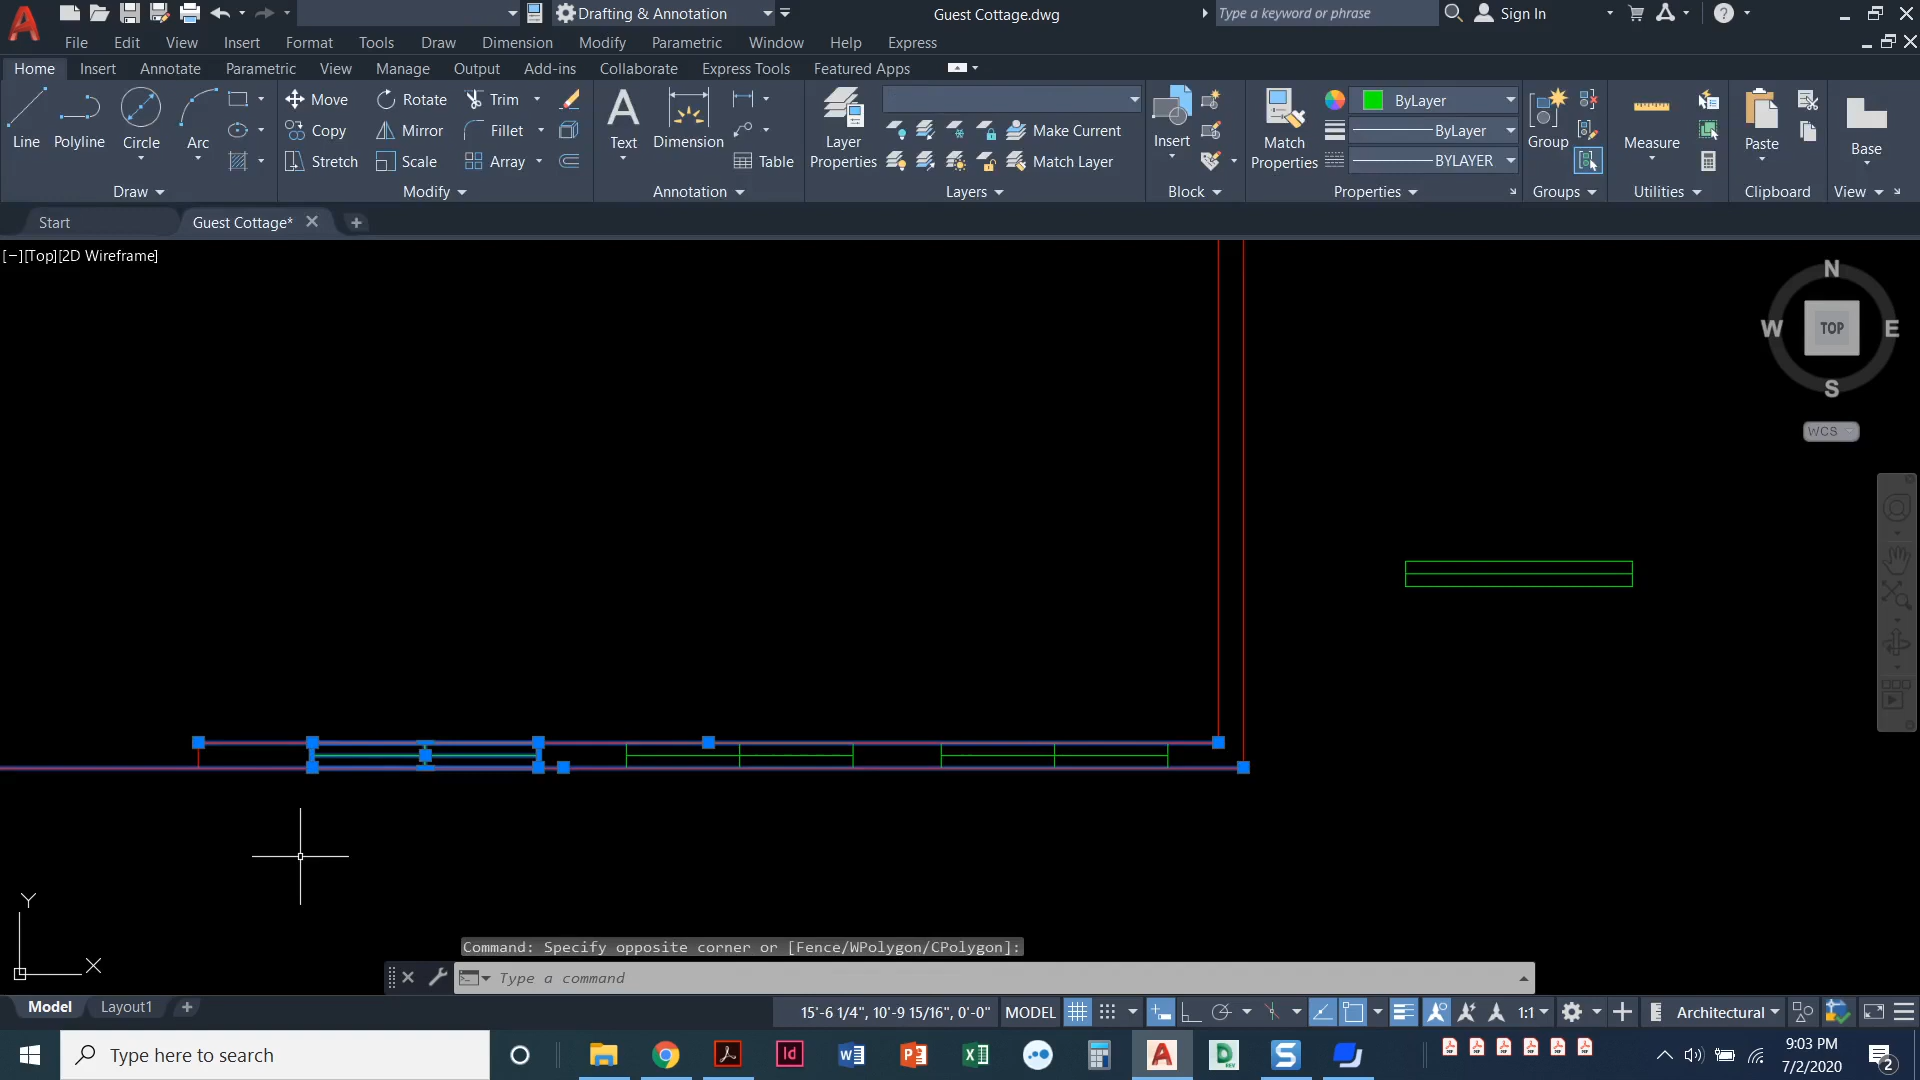 Drafting & Annotation
Guest Cottage.dwg
Type a keyword or phrase
Sign In
?
File Edit View Insert Format Tools Draw Dimension Modify Parametric Window Help Express
Home Insert Annotate Parametric View Manage Output Add-ins Collaborate Express Tools Featured Apps
Line
Polyline
Circle
Arc
Draw
Move
Rotate
Trim
Copy
Mirror
Fillet
Stretch
Scale
Array
Modify
A
Text
Dimension
Table
Annotation
Layer
Properties
Make Current
Match Layer
Layers
Insert
Block
Match
Properties
ByLayer
ByLayer
BYLAYER
Properties
Group
Groups
Measure
Utilities
Paste
Clipboard
Base
View
Start
Guest Cottage*
[−][Top][2D Wireframe]
N
W
TOP
E
S
WCS
Y
X
Command: Specify opposite corner or [Fence/WPolygon/CPolygon]:
Type a command
Model
Layout1
15'-6 1/4", 10'-9 15/16", 0'-0"
MODEL
1:1
Architectural
Type here to search
9:03 PM
7/2/2020
2